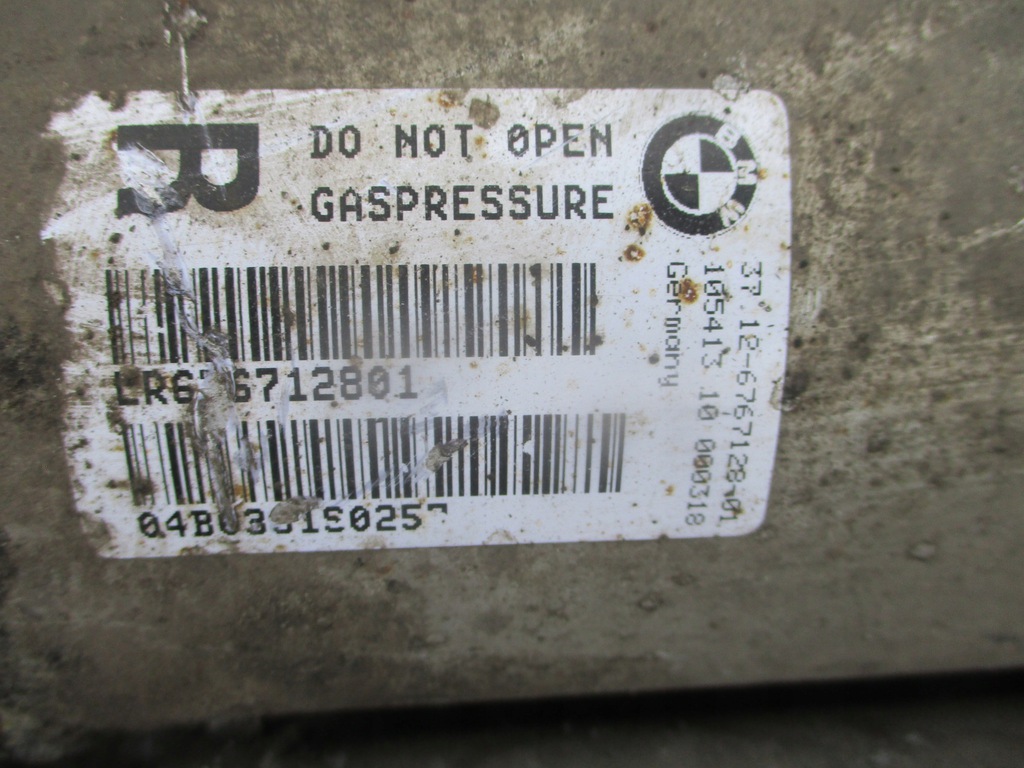 R
DO NOT OPEN
GASPRESSURE
BMW
37 12-6767128-01
105413 10 000318
Germany